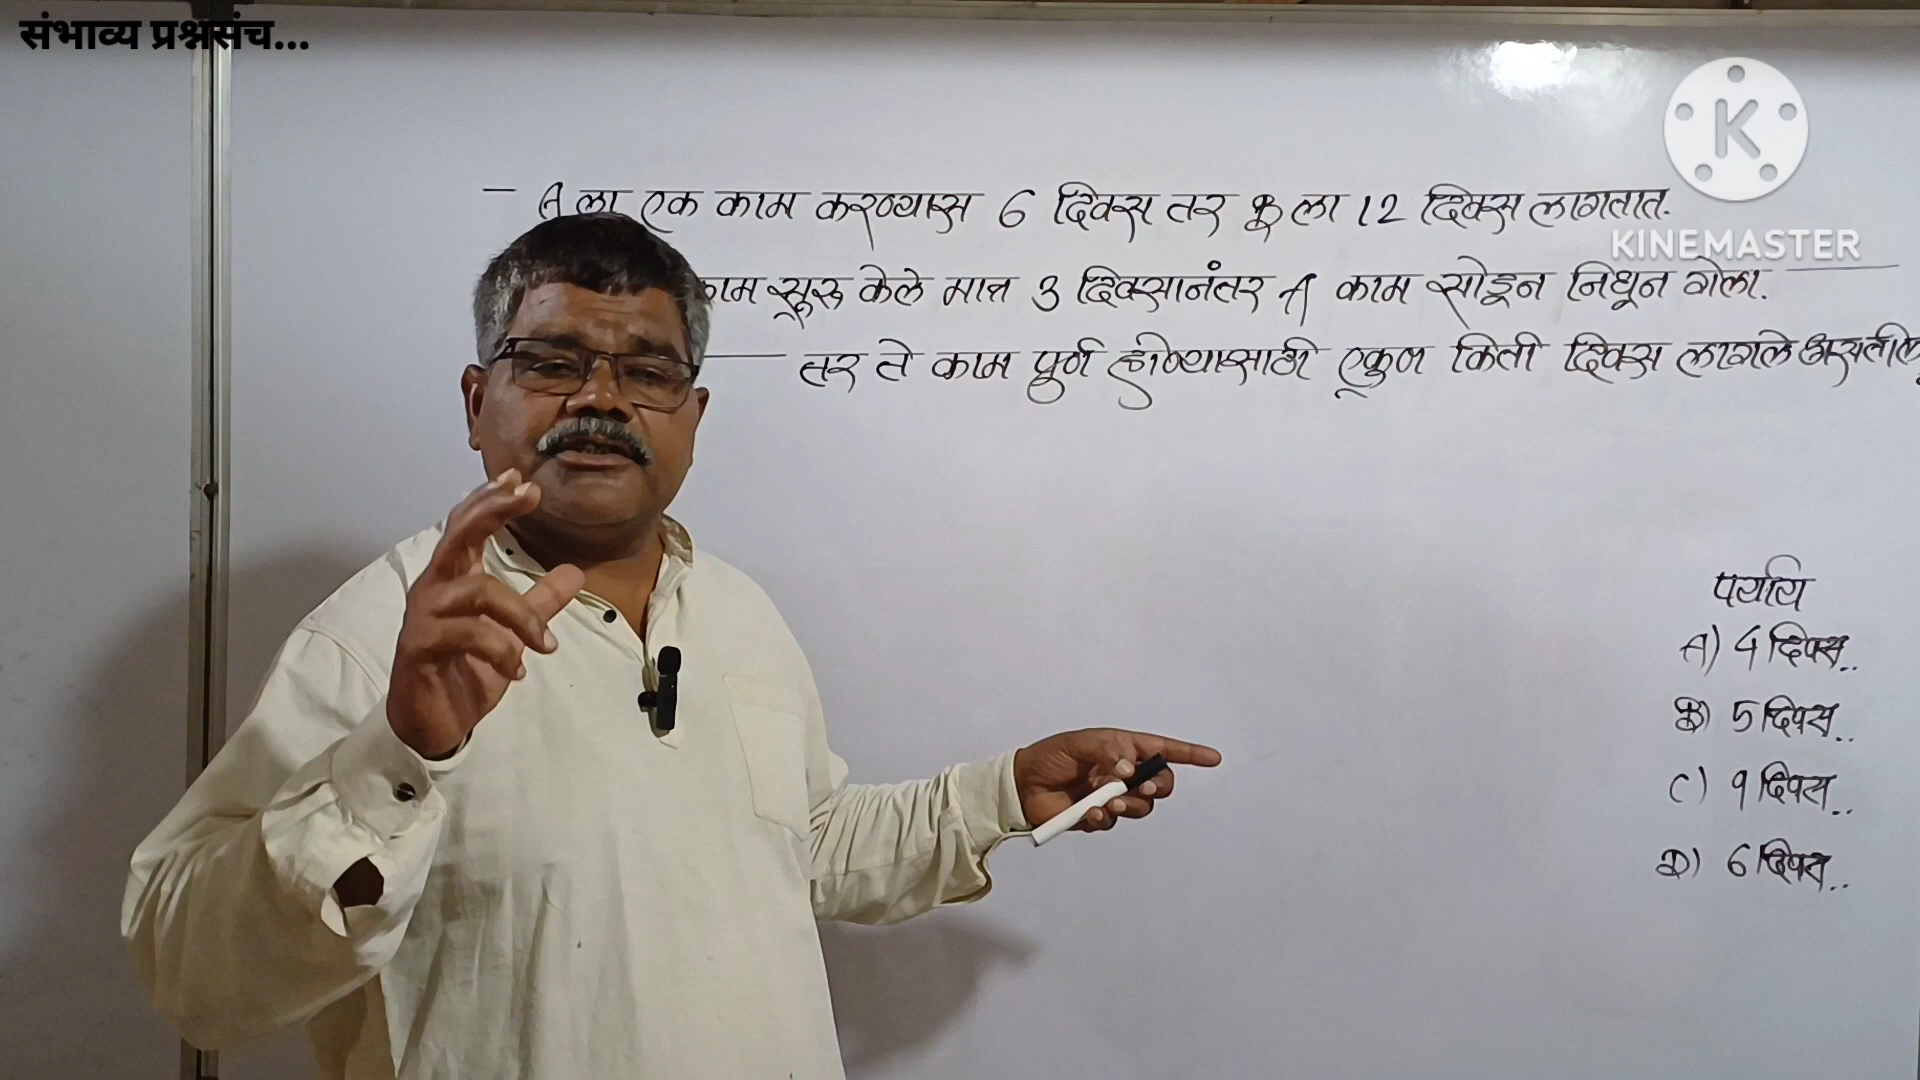 संभाव्य प्रश्नसंच...
KINEMASTER
– A ला एक काम करण्यास 6 दिवस तर B ला 12 दिवस लागतात.
काम सुरू केले मात्र 3 दिवसानंतर A काम सोडून निघून गेला.
तर ते काम पूर्ण होण्यासाठी एकुण किती दिवस लागले असतील
पर्याय
A) 4 दिवस..
B) 5 दिवस..
C) 9 दिवस..
D) 6 दिवस..